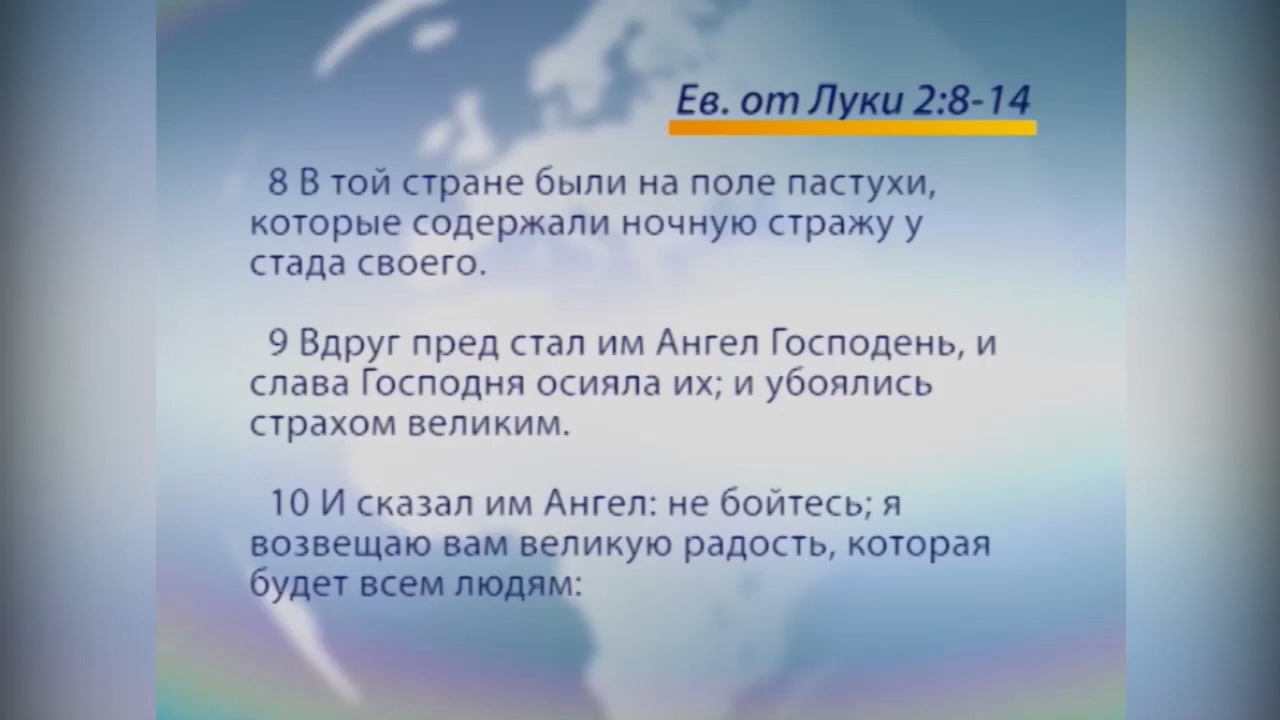 Ев. от Луки 2:8-14
8 В той стране были на поле пастухи,
которые содержали ночную стражу у
стада своего.
9 Вдруг пред стал им Ангел Господень, и
слава Господня осияла их; и убоялись
страхом великим.
10 И сказал им Ангел: не бойтесь; я
возвещаю вам великую радость, которая
будет всем людям: